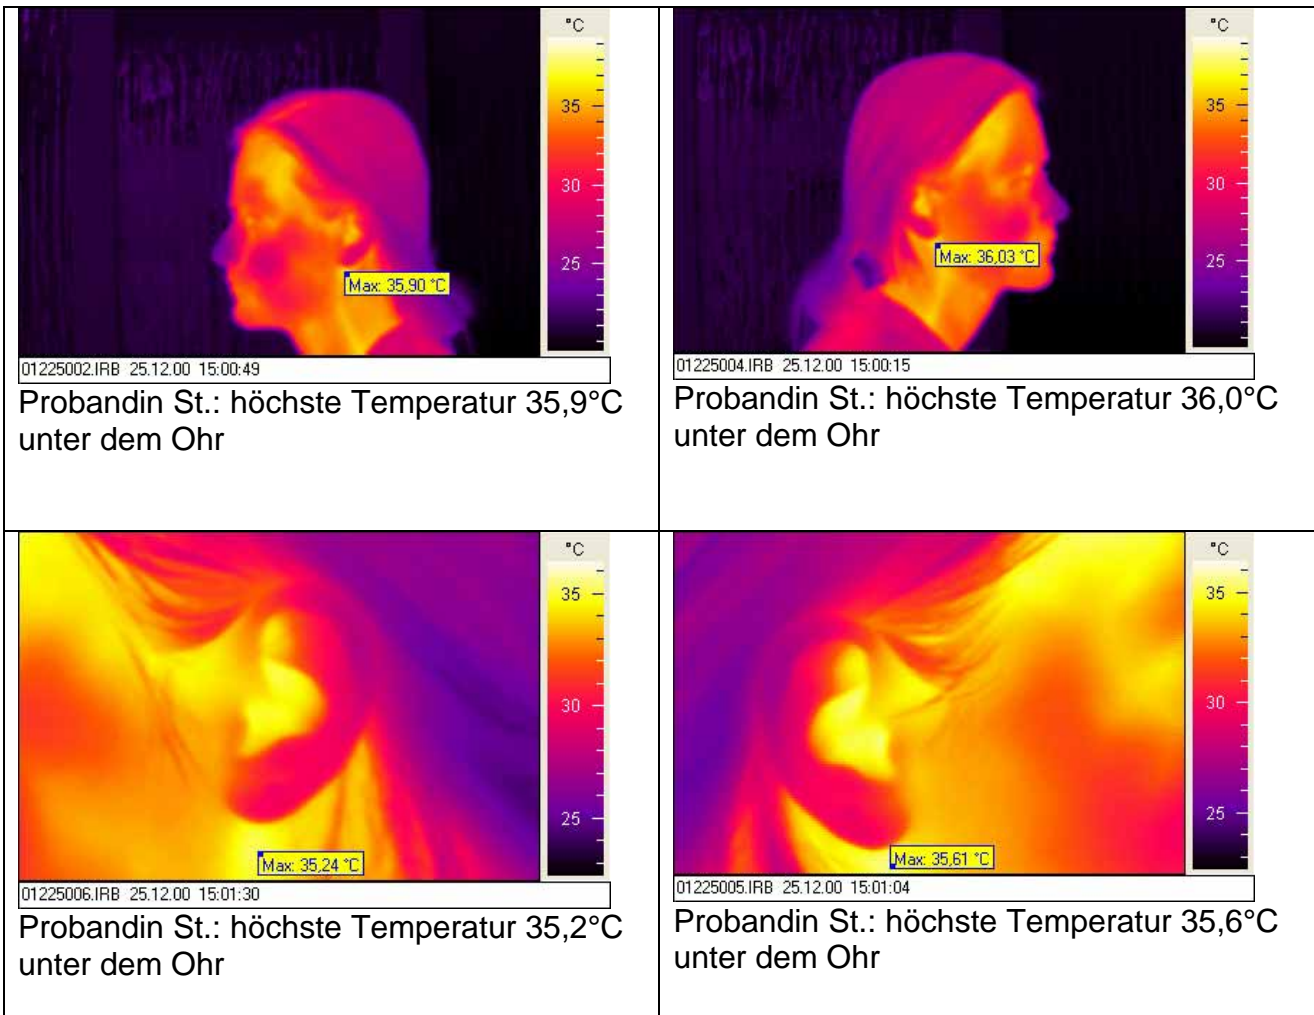 °C
35
30
25
Max: 35,90 °C
01225002.IRB 25.12.00 15:00:49
Probandin St.: höchste Temperatur 35,9°C
unter dem Ohr
°C
35
30
25
Max: 36,03 °C
01225004.IRB 25.12.00 15:00:15
Probandin St.: höchste Temperatur 36,0°C
unter dem Ohr
°C
35
30
25
Max: 35,24 °C
01225006.IRB 25.12.00 15:01:30
Probandin St.: höchste Temperatur 35,2°C
unter dem Ohr
°C
35
30
25
Max: 35,61 °C
01225005.IRB 25.12.00 15:01:04
Probandin St.: höchste Temperatur 35,6°C
unter dem Ohr